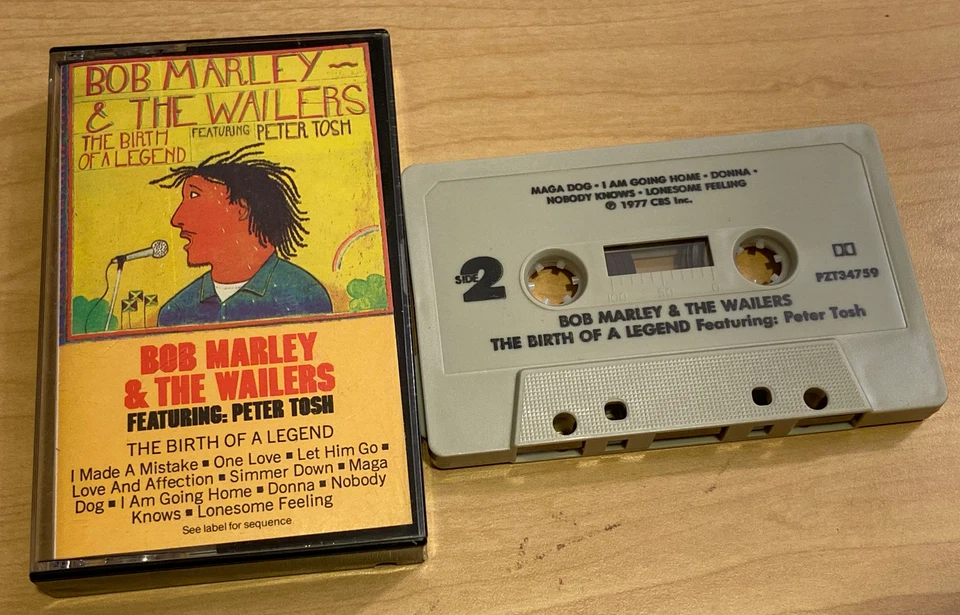 BOB MARLEY~
& THE WAILERS
THE BIRTH
OF A LEGEND
FEATURING PETER TOSH
BOB MARLEY
& THE WAILERS
FEATURING: PETER TOSH
THE BIRTH OF A LEGEND
I Made A Mistake ▪ One Love ▪ Let Him Go ▪
Love And Affection ▪ Simmer Down ▪ Maga
Dog ▪ I Am Going Home ▪ Donna ▪ Nobody
Knows ▪ Lonesome Feeling
See label for sequence
MAGA DOG • I AM GOING HOME • DONNA •
NOBODY KNOWS • LONESOME FEELING
℗ 1977 CBS Inc.
SIDE 2
PZT34759
100 50 0
BOB MARLEY & THE WAILERS
THE BIRTH OF A LEGEND Featuring: Peter Tosh